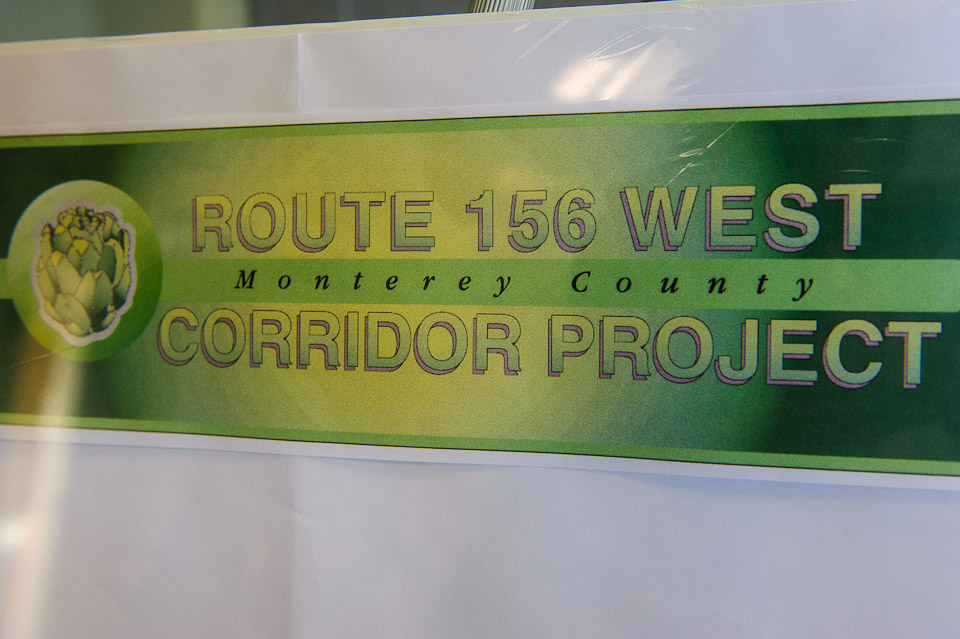 ROUTE 156 WEST
Monterey County
CORRIDOR PROJECT